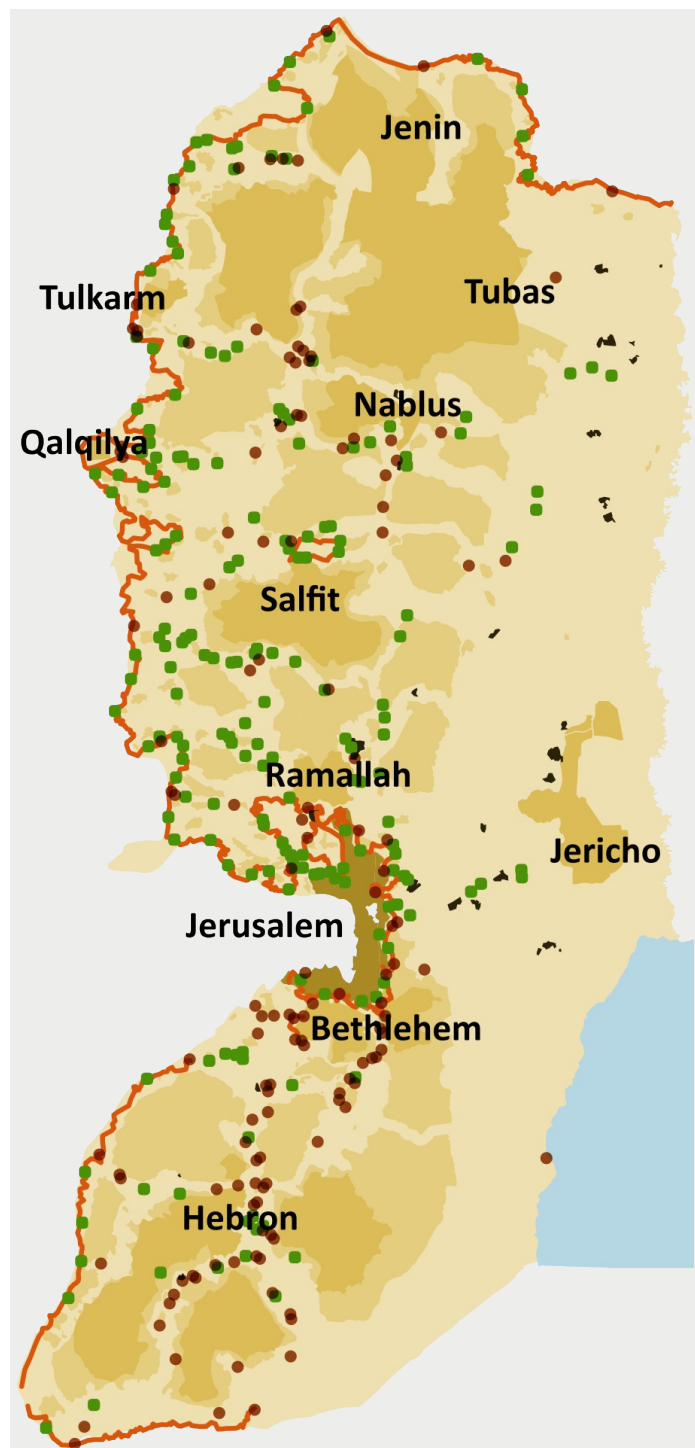 Jenin
Tulkarm
Tubas
Nablus
Qalqilya
Salfit
Ramallah
Jericho
Jerusalem
Bethlehem
Hebron